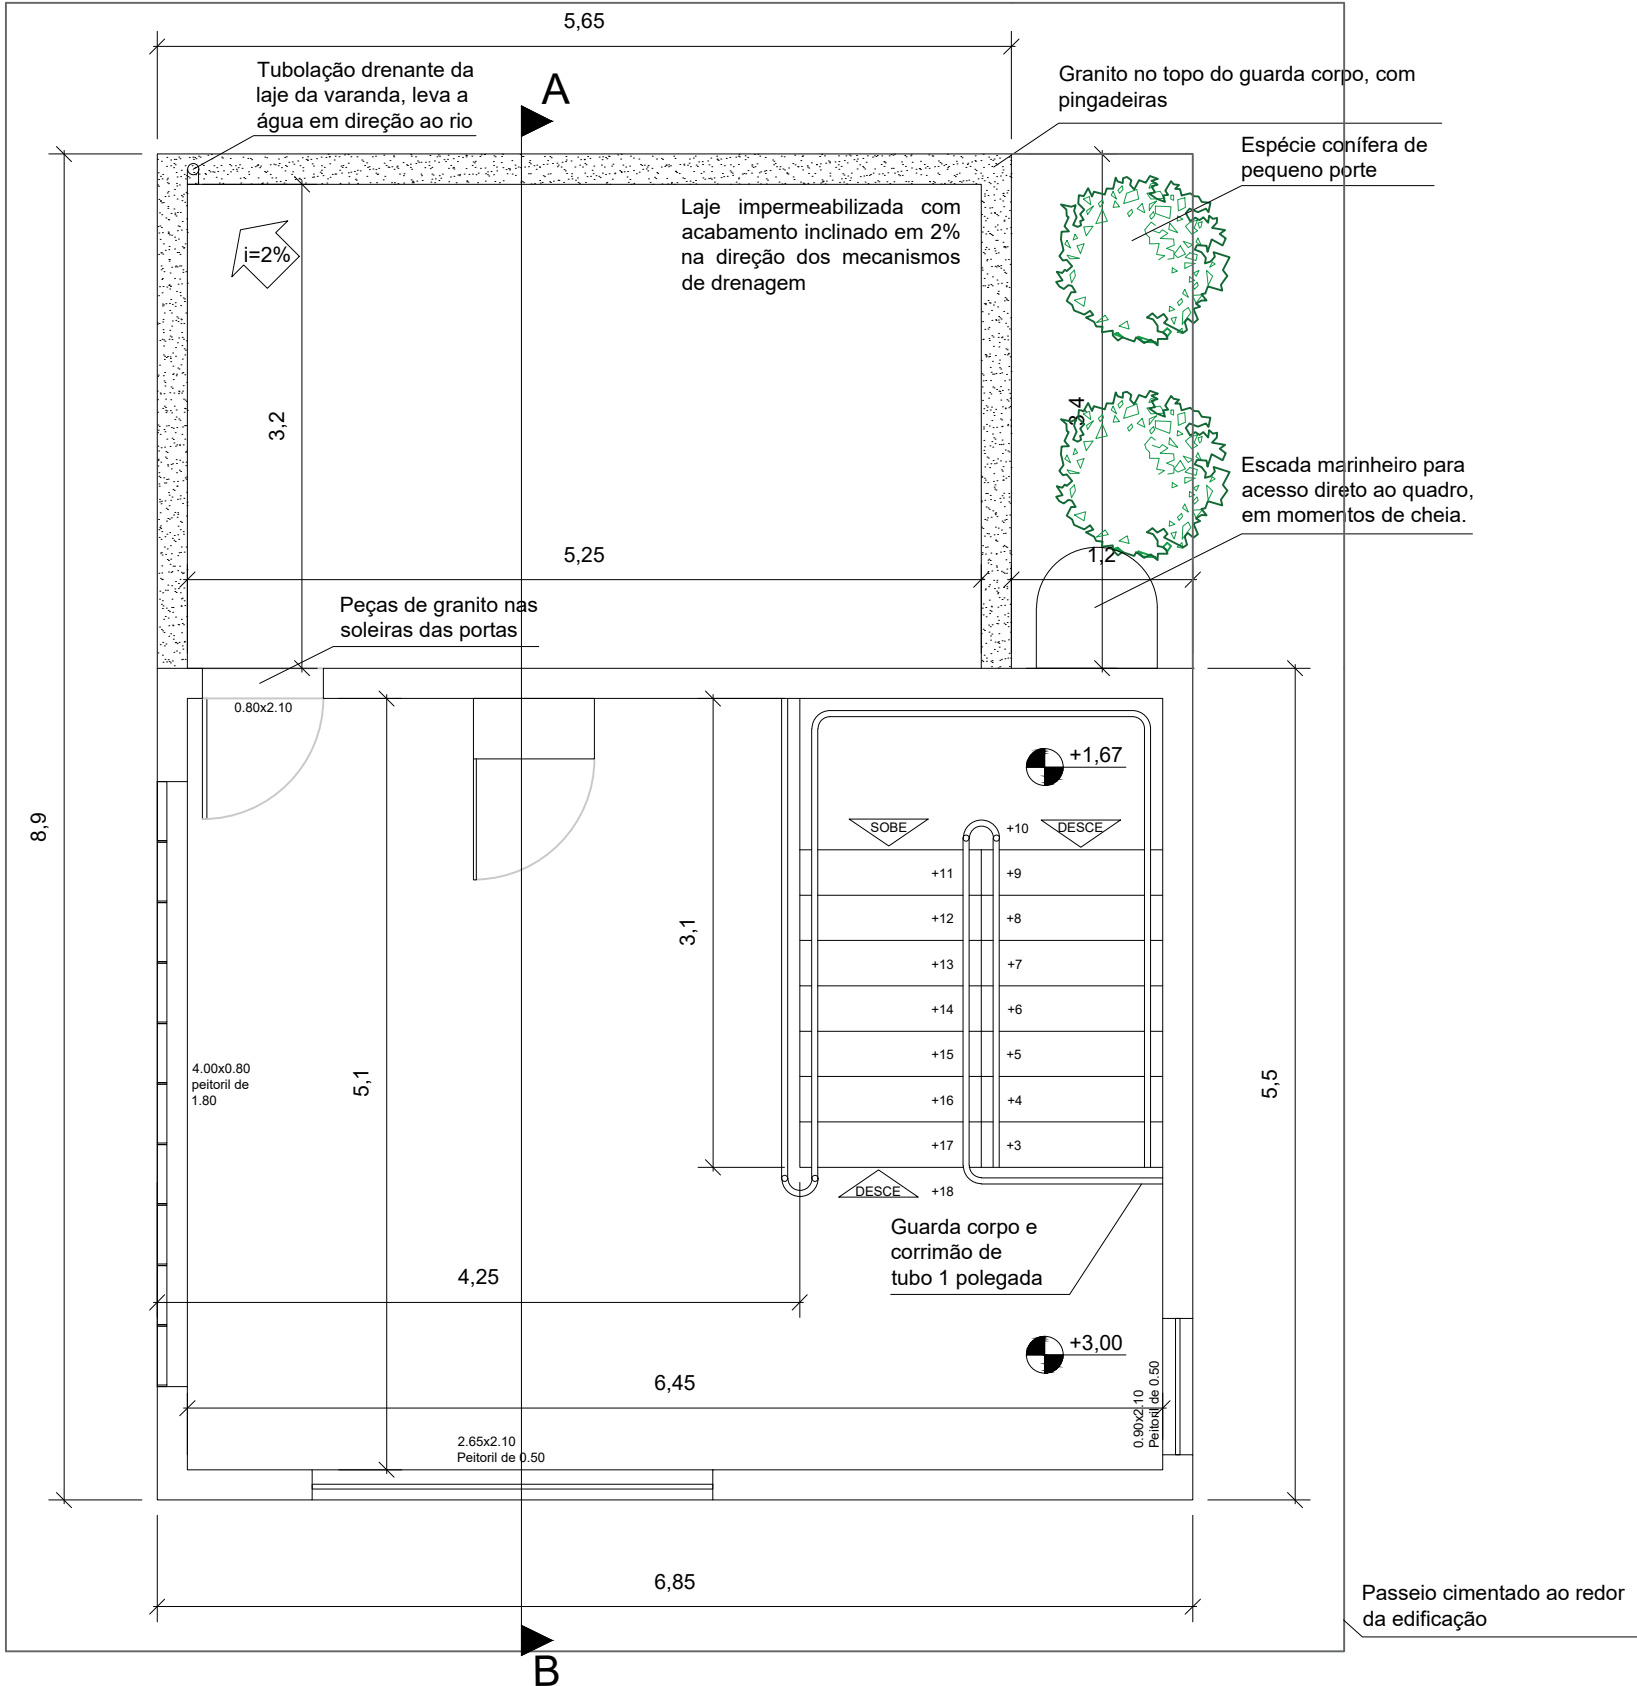 5,65
Tubolação drenante da
laje da varanda, leva a
água em direção ao rio
A
Granito no topo do guarda corpo, com
pingadeiras
Espécie conífera de
pequeno porte
Laje impermeabilizada com
acabamento inclinado em 2%
na direção dos mecanismos
de drenagem
i=2%
3,2
3,4
Escada marinheiro para
acesso direto ao quadro,
em momentos de cheia.
5,25
1,2
Peças de granito nas
soleiras das portas
0.80x2.10
+1,67
8,9
SOBE
+10
DESCE
+11
+9
+12
+8
3,1
+13
+7
+14
+6
+15
+5
4.00x0.80
peitoril de
1.80
5,1
5,5
+16
+4
+17
+3
DESCE
+18
Guarda corpo e
corrimão de
tubo 1 polegada
4,25
+3,00
6,45
0.90x2.10
Peitoril de 0.50
2.65x2.10
Peitoril de 0.50
6,85
Passeio cimentado ao redor
da edificação
B